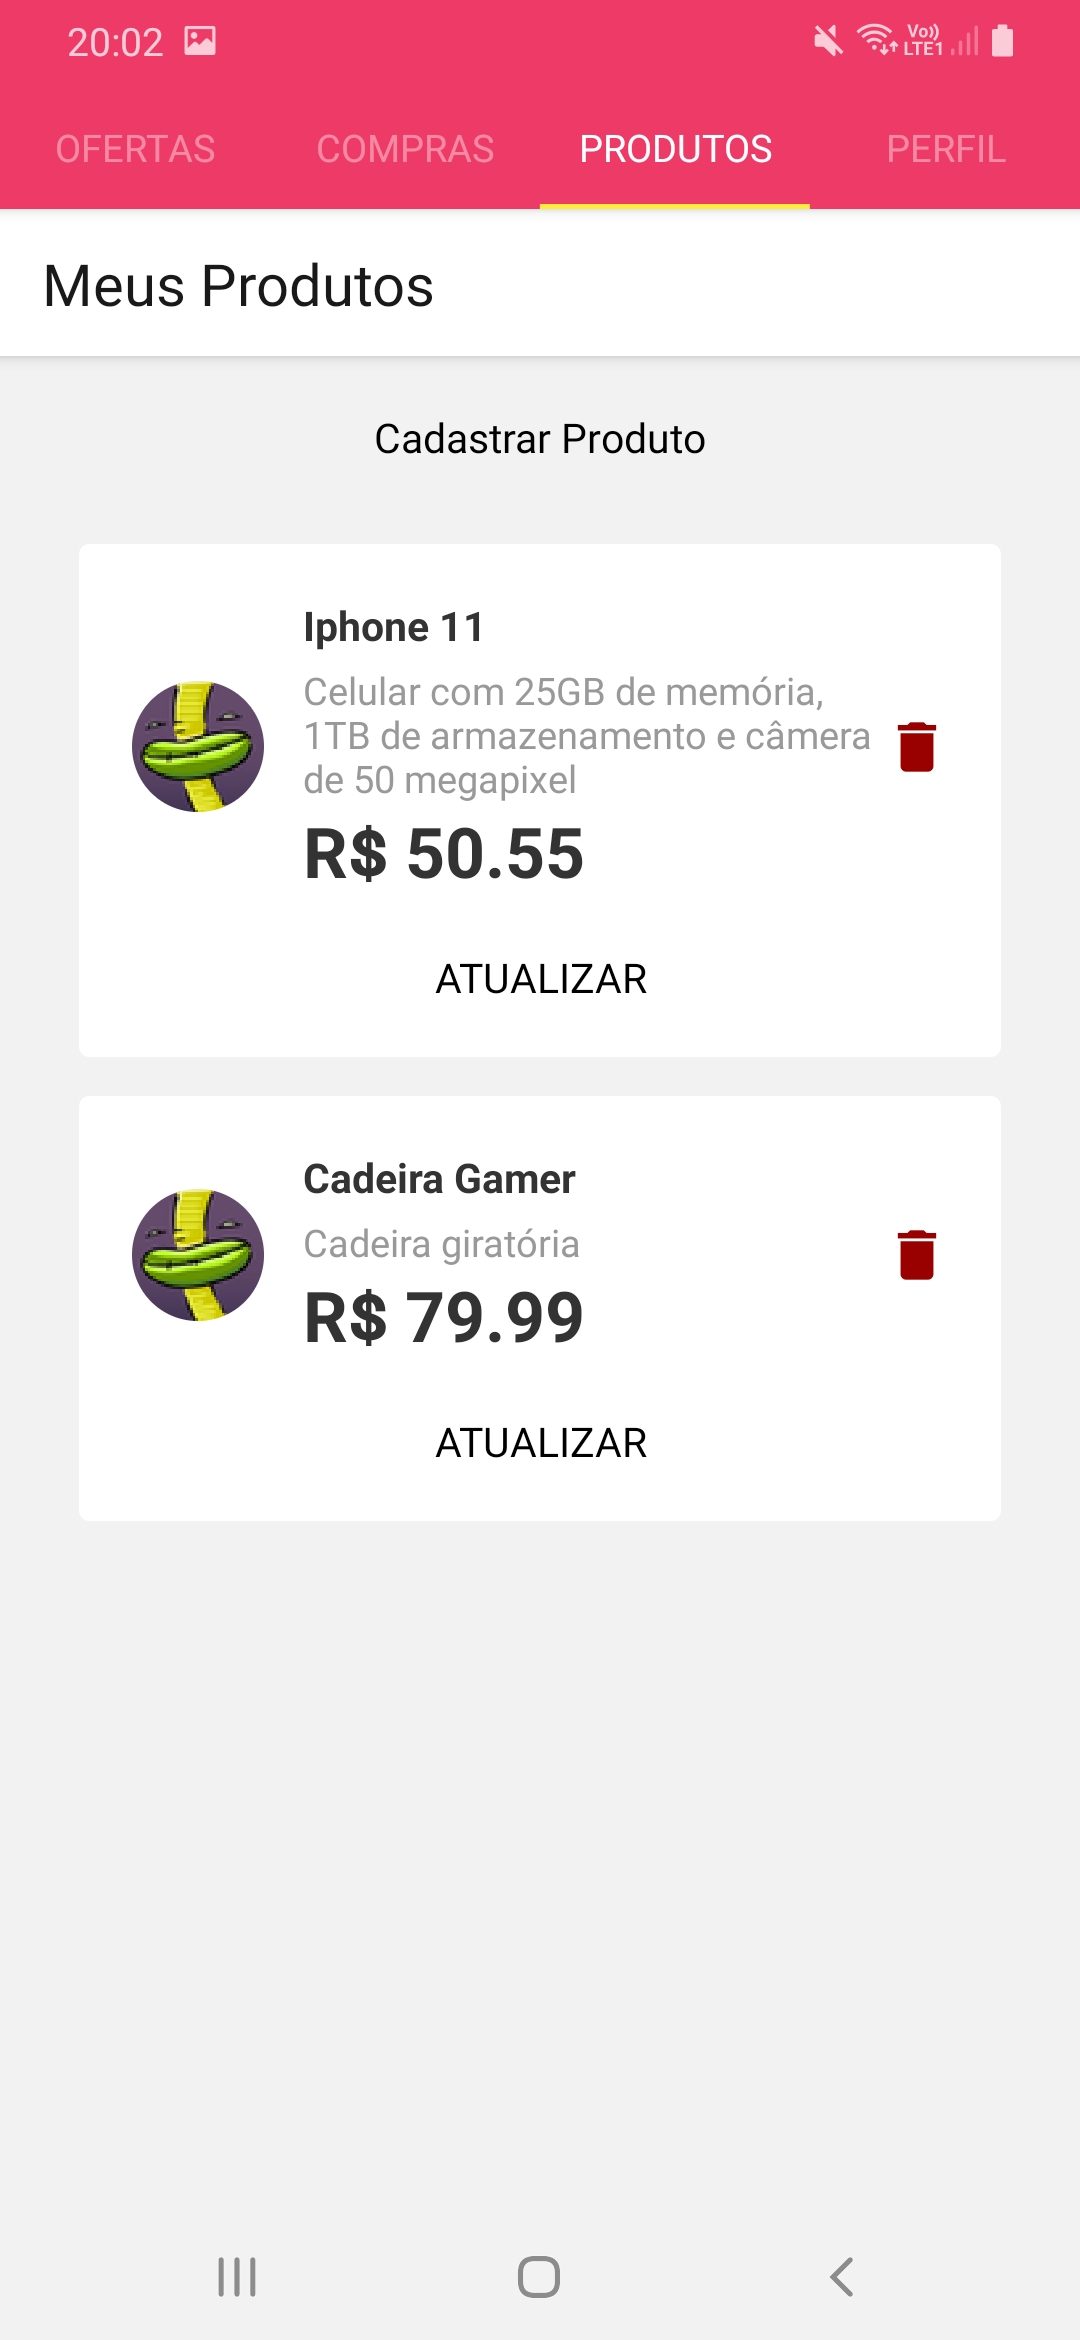 20:02
Vo))
LTE1
OFERTAS COMPRAS PRODUTOS PERFIL
Meus Produtos
Cadastrar Produto
Iphone 11
Celular com 25GB de memória,
1TB de armazenamento e câmera
de 50 megapixel
R$ 50.55
ATUALIZAR
Cadeira Gamer
Cadeira giratória
R$ 79.99
ATUALIZAR